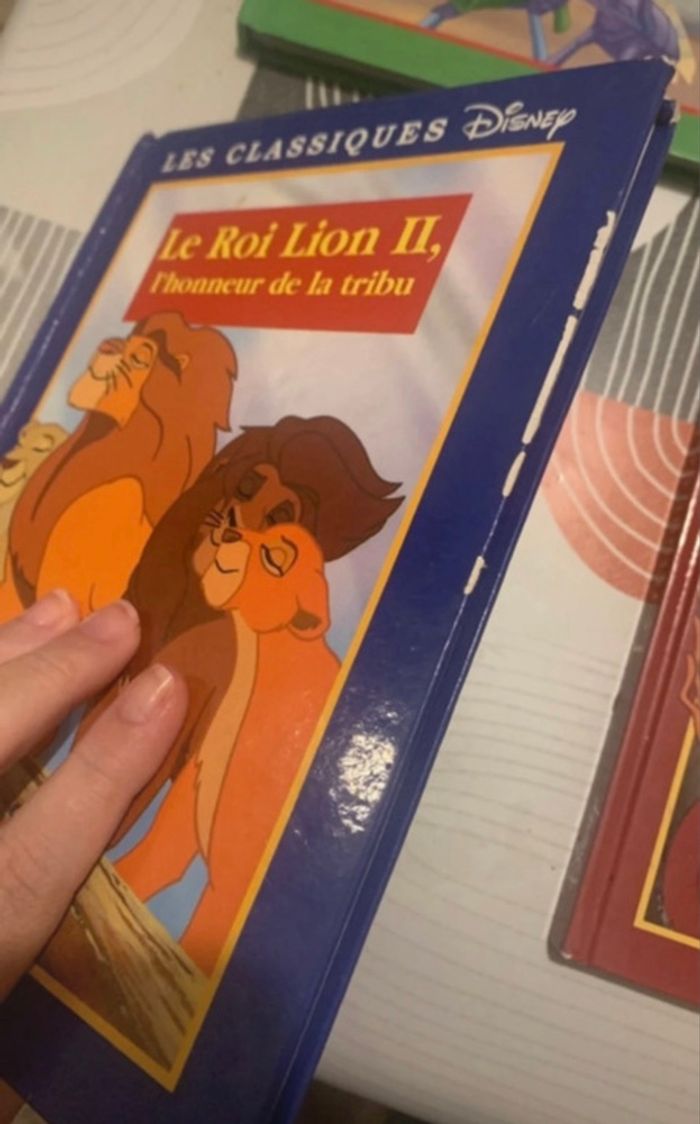 LES CLASSIQUES Disney
Le Roi Lion II,
l'honneur de la tribu